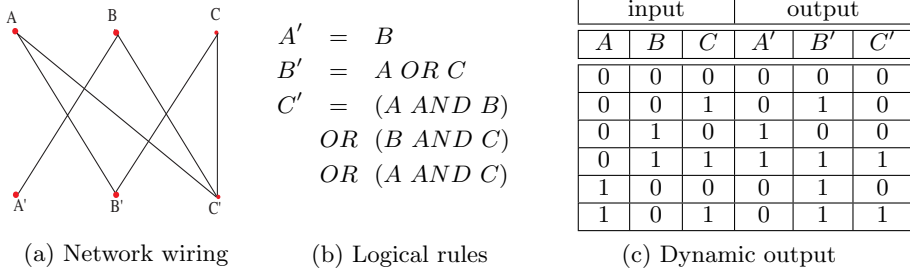 A B C
A' B' C'
(a) Network wiring
A′ = B
B′ = A OR C
C′ = (A AND B)
OR (B AND C)
OR (A AND C)
(b) Logical rules
input output
A B C A′ B′ C′
0 0 0 0 0 0
0 0 1 0 1 0
0 1 0 1 0 0
0 1 1 1 1 1
1 0 0 0 1 0
1 0 1 0 1 1
(c) Dynamic output